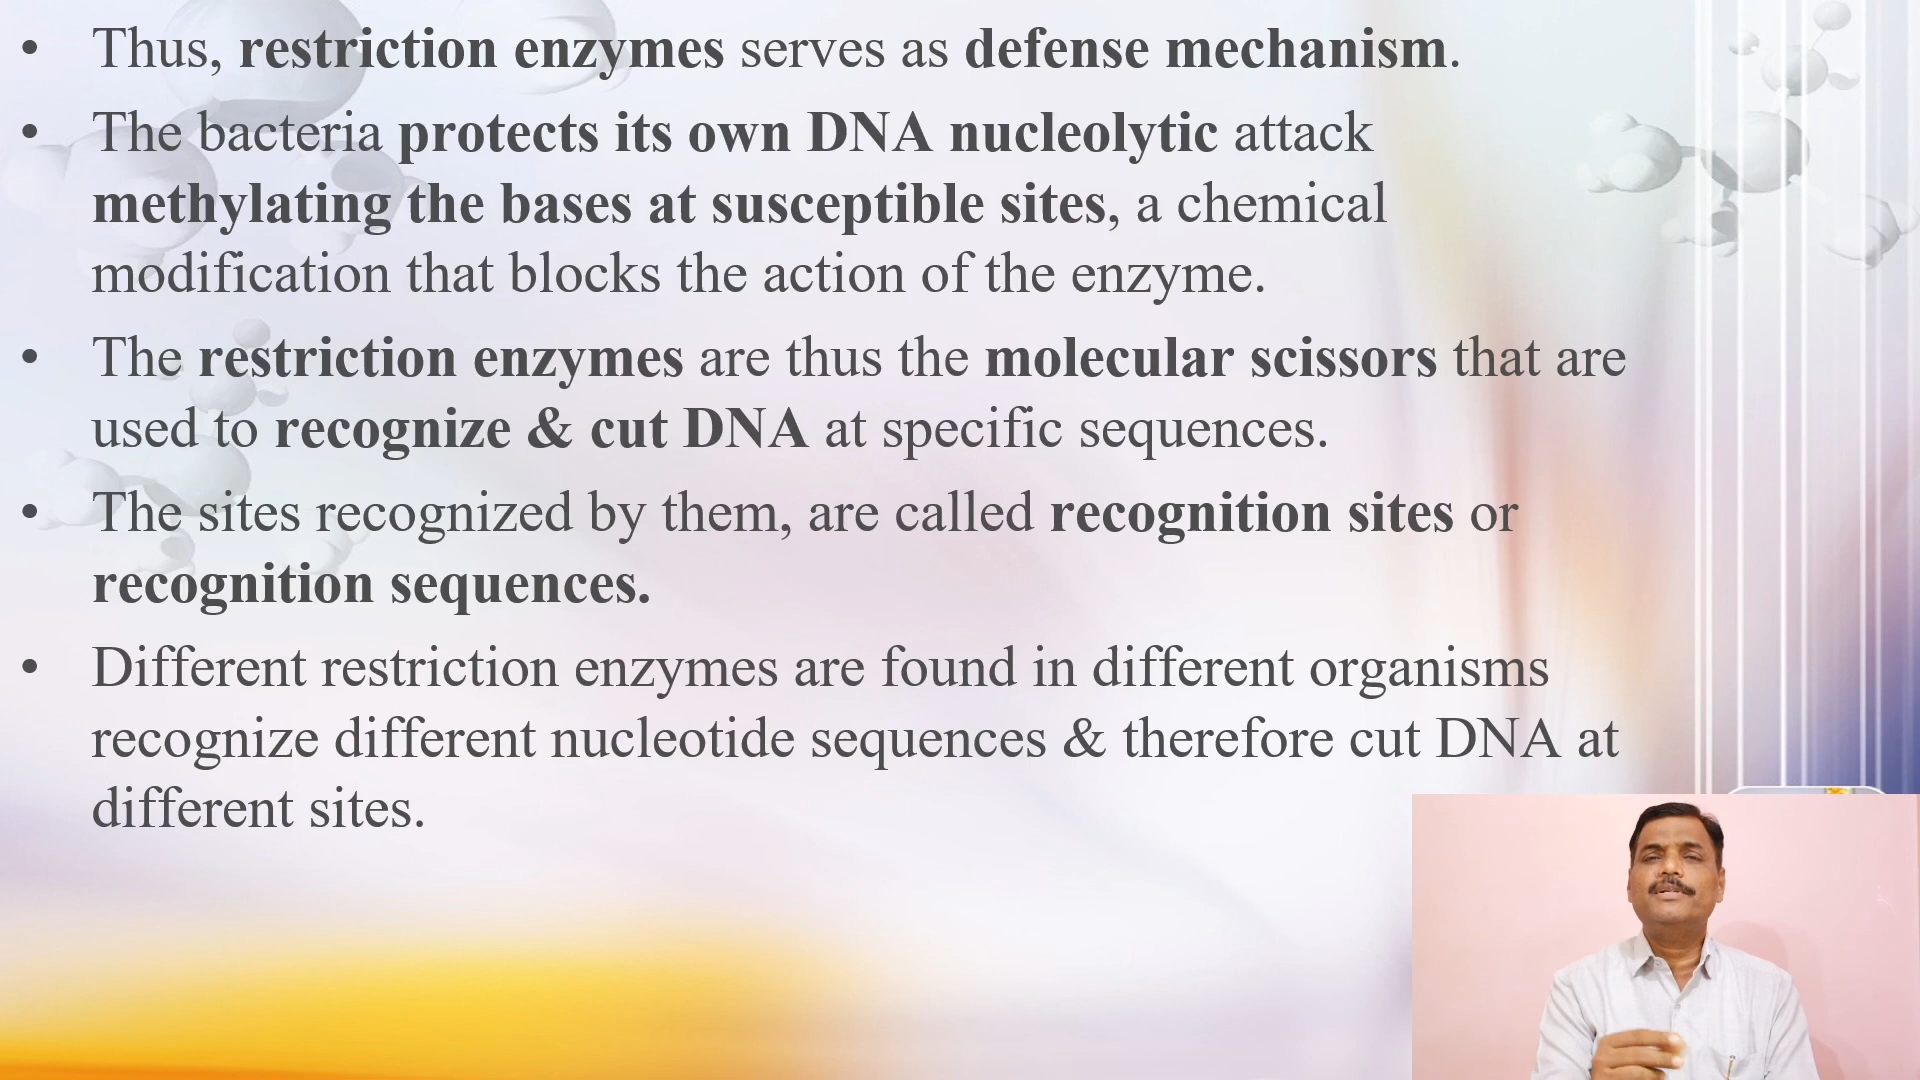 • Thus, restriction enzymes serves as defense mechanism.
• The bacteria protects its own DNA nucleolytic attack
methylating the bases at susceptible sites, a chemical
modification that blocks the action of the enzyme.
• The restriction enzymes are thus the molecular scissors that are
used to recognize & cut DNA at specific sequences.
• The sites recognized by them, are called recognition sites or
recognition sequences.
• Different restriction enzymes are found in different organisms
recognize different nucleotide sequences & therefore cut DNA at
different sites.